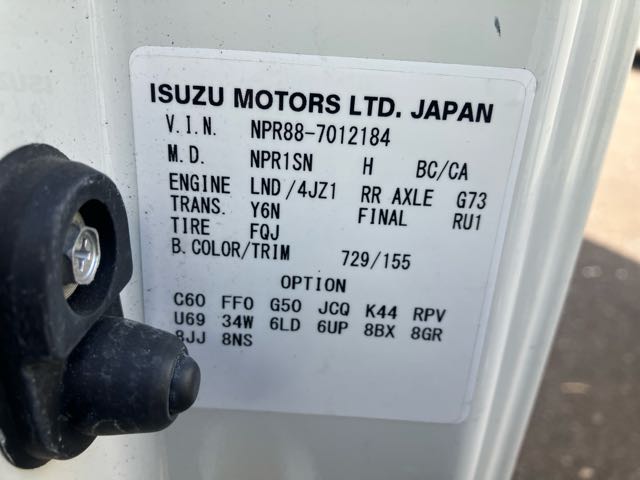 ISUZU MOTORS LTD. JAPAN
V.I.N. NPR88-7012184
M.D. NPR1SN H BC/CA
ENGINE LND/4JZ1 RR AXLE G73
TRANS. Y6N FINAL RU1
TIRE FQJ
B.COLOR/TRIM 729/155
OPTION
C60 FF0 G50 JCQ K44 RPV
U69 34W 6LD 6UP 8BX 8GR
8JJ 8NS